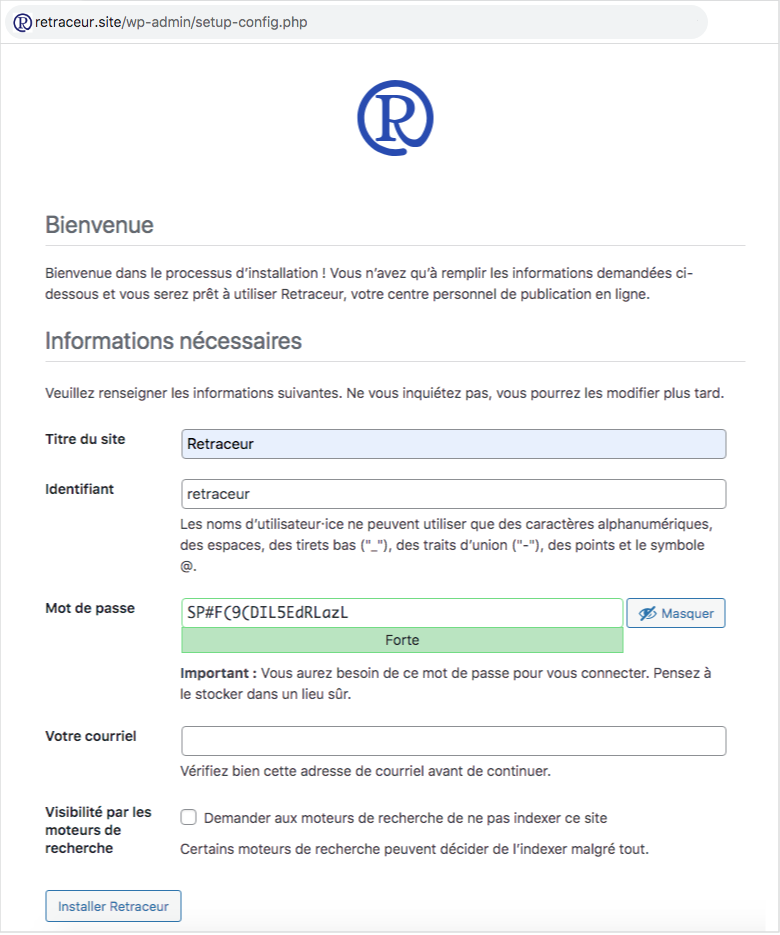 retraceur.site/wp-admin/setup-config.php
R
Bienvenue
Bienvenue dans le processus d’installation ! Vous n’avez qu’à remplir les informations demandées ci-
dessous et vous serez prêt à utiliser Retraceur, votre centre personnel de publication en ligne.
Informations nécessaires
Veuillez renseigner les informations suivantes. Ne vous inquiétez pas, vous pourrez les modifier plus tard.
Titre du site
Retraceur
Identifiant
retraceur
Les noms d’utilisateur·ice ne peuvent utiliser que des caractères alphanumériques,
des espaces, des tirets bas ("_"), des traits d’union ("-"), des points et le symbole
@.
Mot de passe
SP#F(9(DIL5EdRLazL
Masquer
Forte
Important : Vous aurez besoin de ce mot de passe pour vous connecter. Pensez à
le stocker dans un lieu sûr.
Votre courriel
Vérifiez bien cette adresse de courriel avant de continuer.
Visibilité par les
moteurs de
recherche
Demander aux moteurs de recherche de ne pas indexer ce site
Certains moteurs de recherche peuvent décider de l’indexer malgré tout.
Installer Retraceur